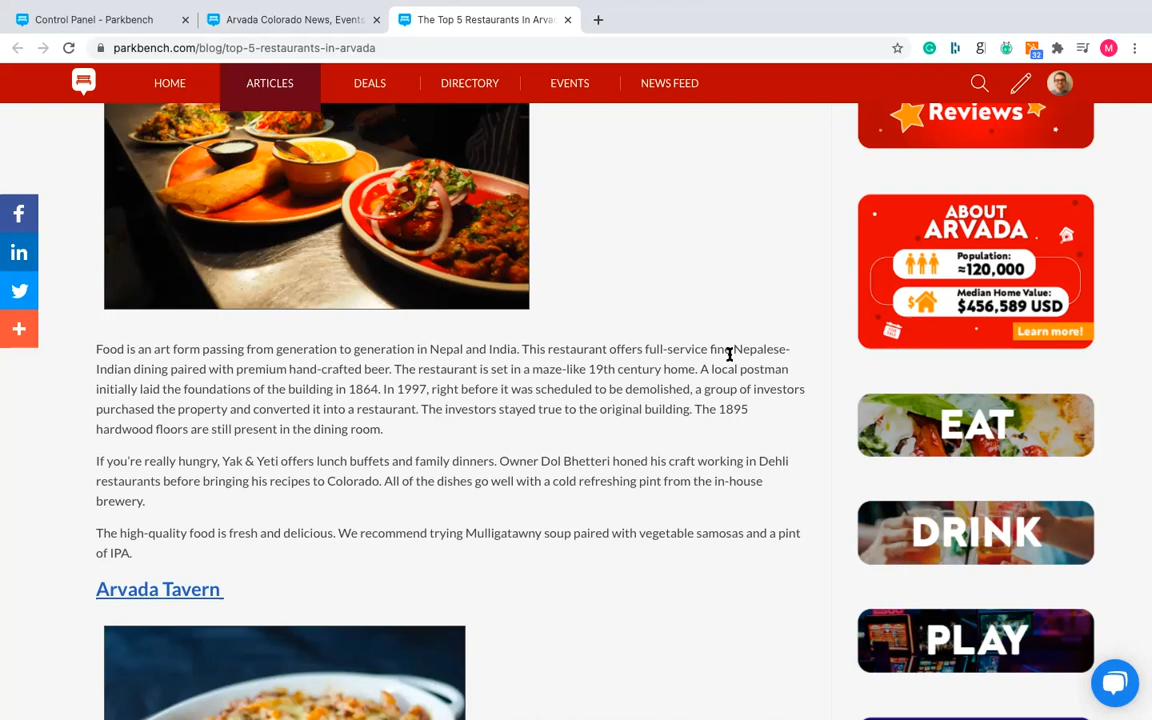 Control Panel - Parkbench
Arvada Colorado News, Events
The Top 5 Restaurants In Arva
parkbench.com/blog/top-5-restaurants-in-arvada
32
M
HOME
ARTICLES
DEALS
DIRECTORY
EVENTS
NEWS FEED
Reviews
ABOUT
ARVADA
Population:
≈120,000
Median Home Value:
$456,589 USD
Learn more!
Food is an art form passing from generation to generation in Nepal and India. This restaurant offers full-service fine Nepalese-
Indian dining paired with premium hand-crafted beer. The restaurant is set in a maze-like 19th century home. A local postman
initially laid the foundations of the building in 1864. In 1997, right before it was scheduled to be demolished, a group of investors
purchased the property and converted it into a restaurant. The investors stayed true to the original building. The 1895
hardwood floors are still present in the dining room.
EAT
If you're really hungry, Yak & Yeti offers lunch buffets and family dinners. Owner Dol Bhetteri honed his craft working in Dehli
restaurants before bringing his recipes to Colorado. All of the dishes go well with a cold refreshing pint from the in-house
brewery.
DRINK
The high-quality food is fresh and delicious. We recommend trying Mulligatawny soup paired with vegetable samosas and a pint
of IPA.
Arvada Tavern
PLAY